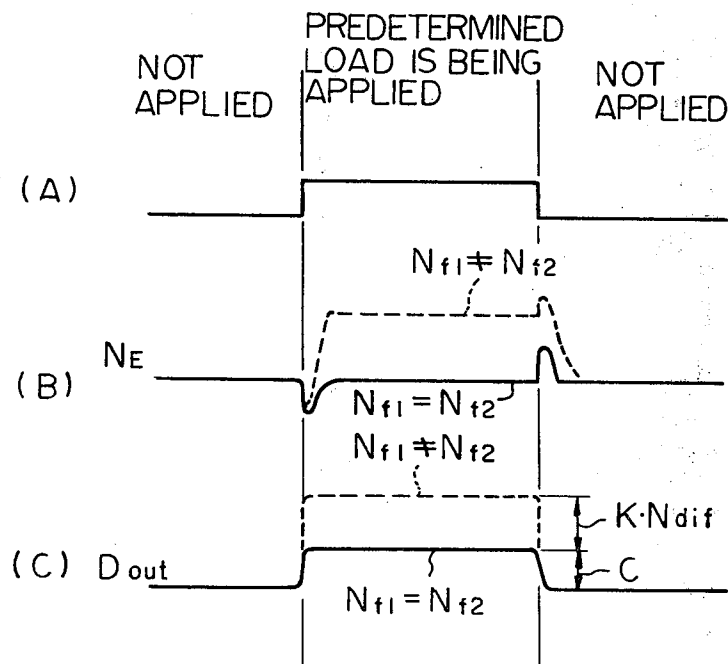 PREDETERMINED
LOAD IS BEING
APPLIED
NOT
APPLIED
NOT
APPLIED
(A)
Nf1 ≠ Nf2
NE
(B)
Nf1 = Nf2
Nf1 ≠ Nf2
K·Ndif
(C) Dout
C
Nf1 = Nf2